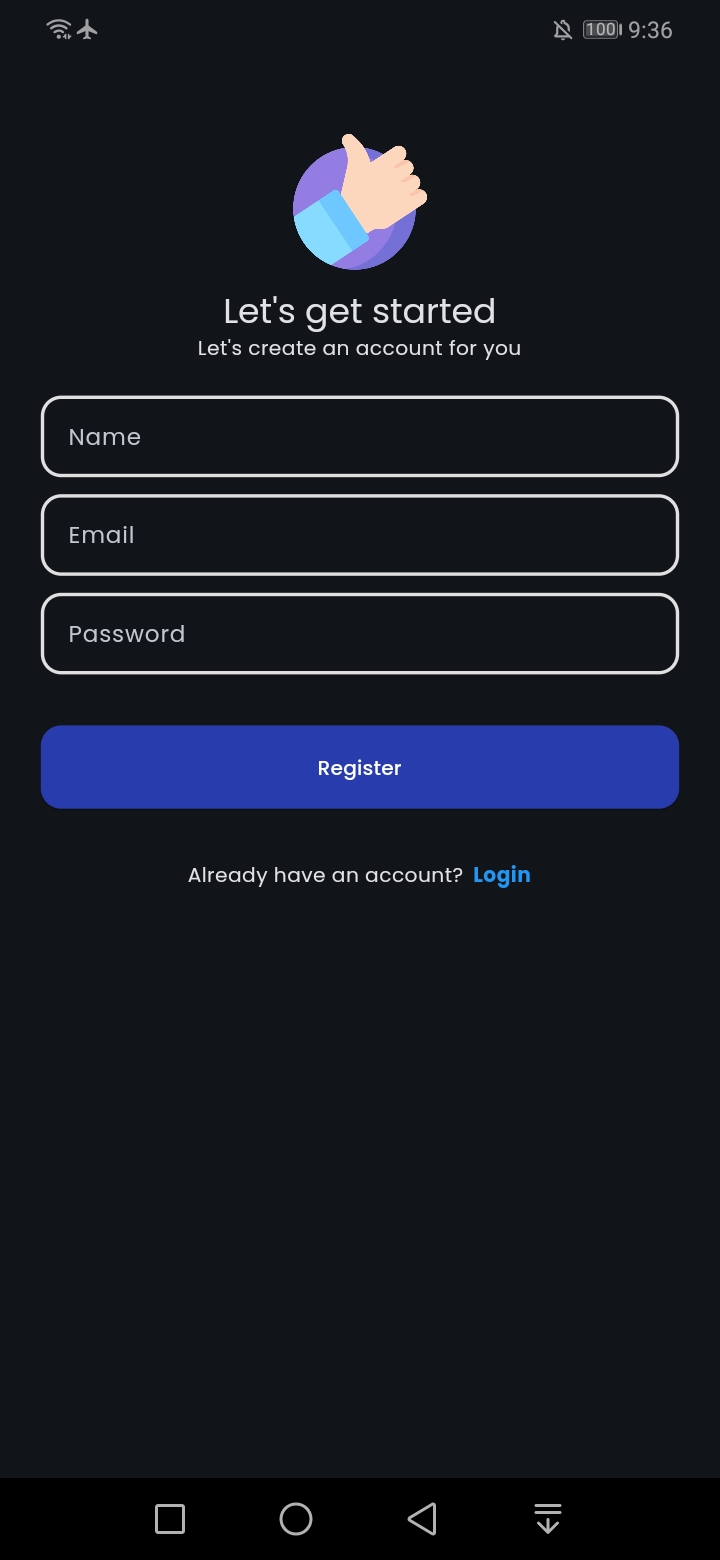 100 9:36
Let's get started
Let's create an account for you
Name
Email
Password
Register
Already have an account? Login